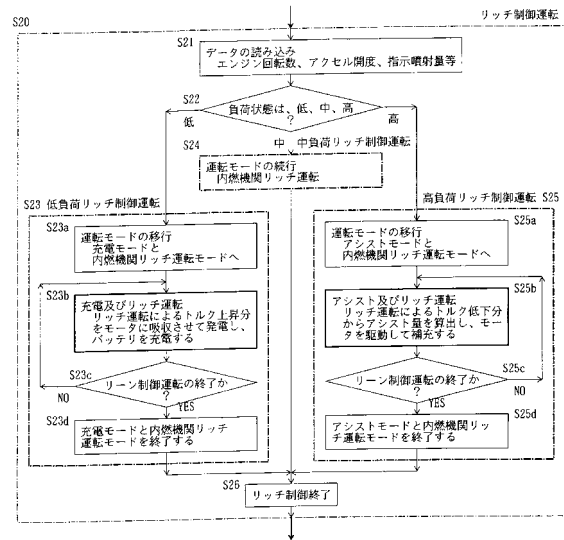 S20
リッチ制御運転
S21
データの読み込み
エンジン回転数、アクセル開度、指示噴射量等
S22
負荷状態は、低、中、高
?
低
高
中 中負荷リッチ制御運転
S24
運転モードの続行
内燃機関リッチ運転
S23 低負荷リッチ制御運転
S23a
運転モードの移行
充電モードと
内燃機関リッチ運転モードへ
S23b
充電及びリッチ運転
リッチ運転によるトルク上昇分
をモータに吸収させて発電し、
バッテリを充電する
S23c
リーン制御運転の終了か
?
NO
YES
S23d
充電モードと内燃機関リッチ
運転モードを終了する
高負荷リッチ制御運転 S25
S25a
運転モードの移行
アシストモードと
内燃機関リッチ運転モードへ
S25b
アシスト及びリッチ運転
リッチ運転によるトルク低下分
からアシスト量を算出し、モー
タを駆動して補充する
S25c
リーン制御運転の終了か
?
NO
YES
S25d
アシストモードと内燃機関リッ
チ運転モードを終了する
S26
リッチ制御終了